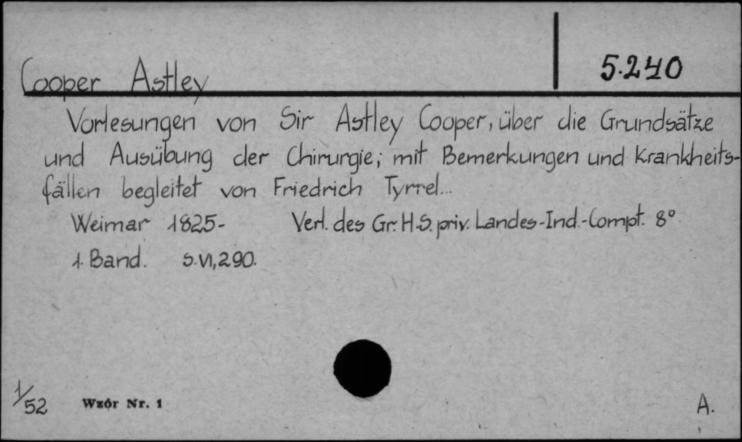 Cooper Astley
5.240
Vorlesungen von Sir Astley Cooper, über die Grundsätze
und Ausübung der Chirurgie, mit Bemerkungen und Krankheits-
fällen begleitet von Friedrich Tyrrel...
Weimar 1825- Verl. des Gr. H.S. priv. Landes-Ind.-Compt. 8°
1. Band. S. VI, 290.
1/52
Wzór Nr. 1
A.